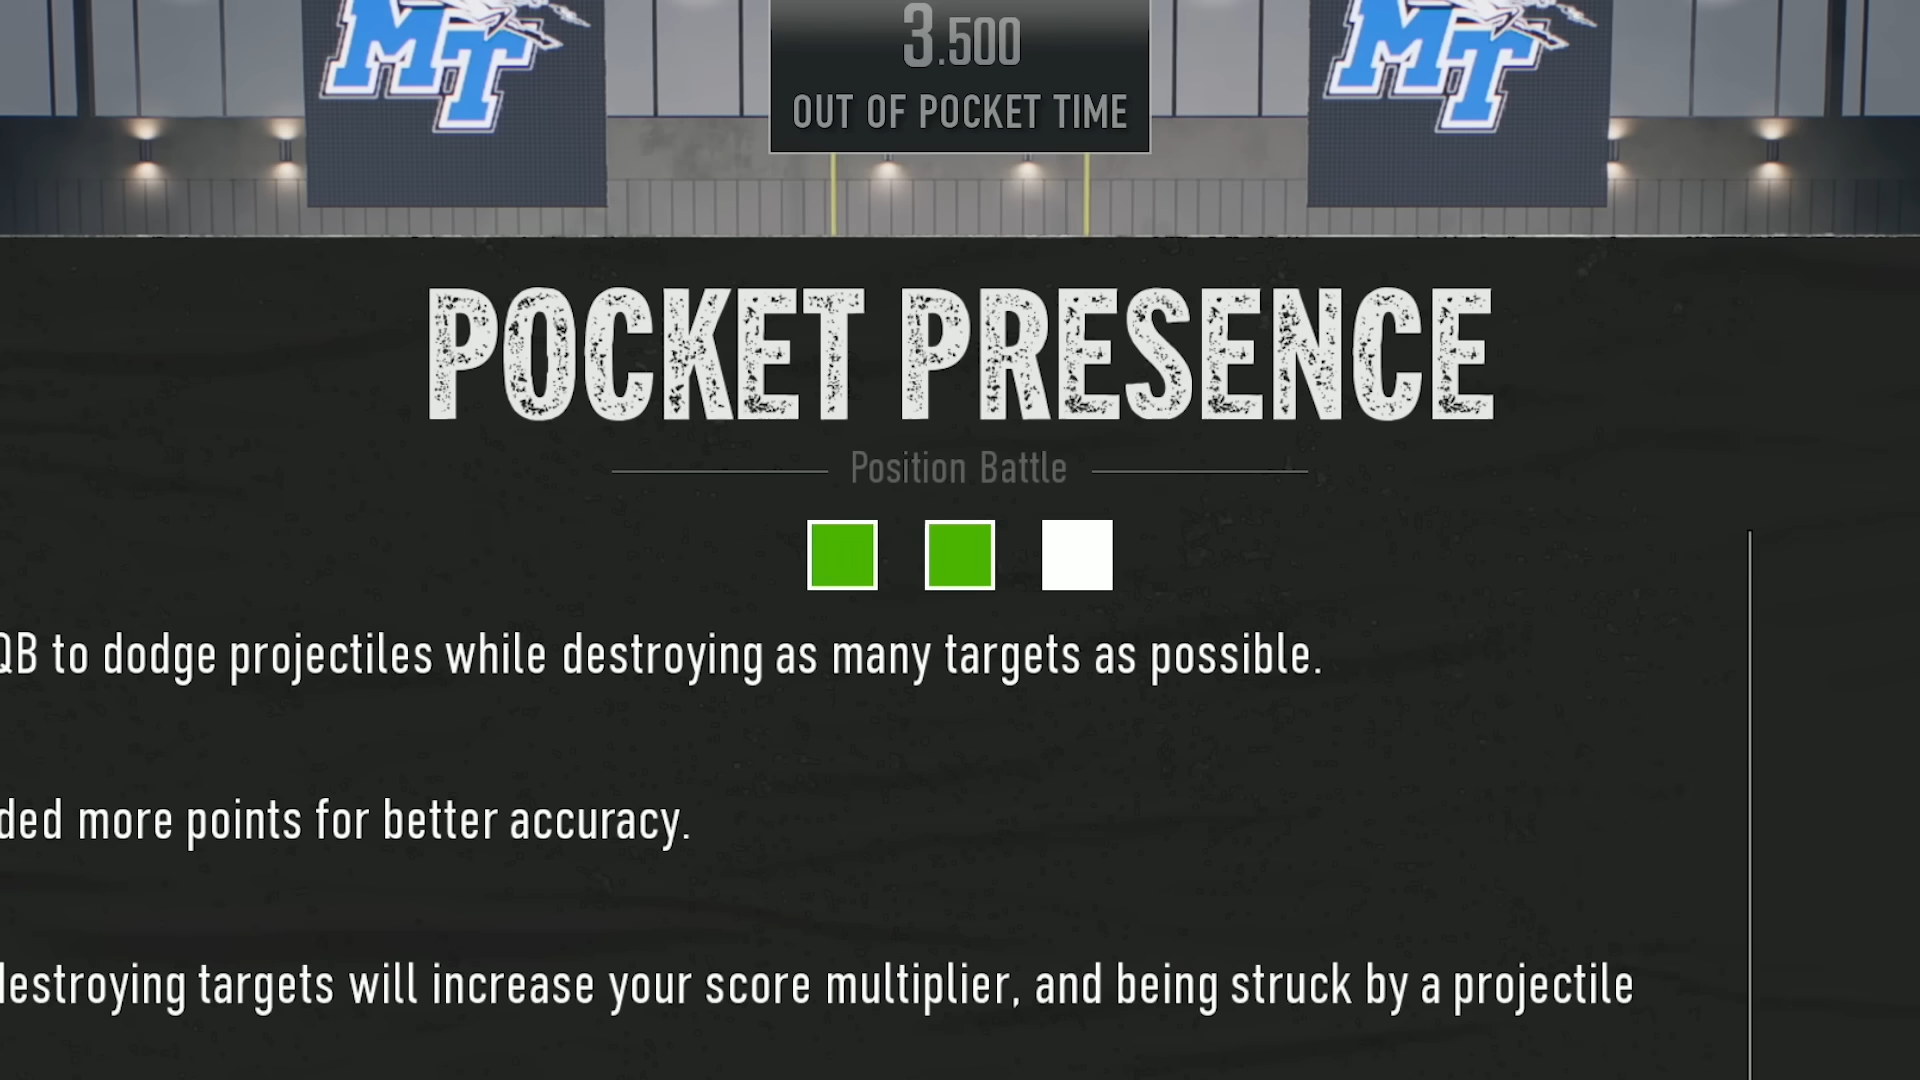 MT
MT
3.500
OUT OF POCKET TIME
POCKET PRESENCE
Position Battle
QB to dodge projectiles while destroying as many targets as possible.
more points for better accuracy.
destroying targets will increase your score multiplier, and being struck by a projectile